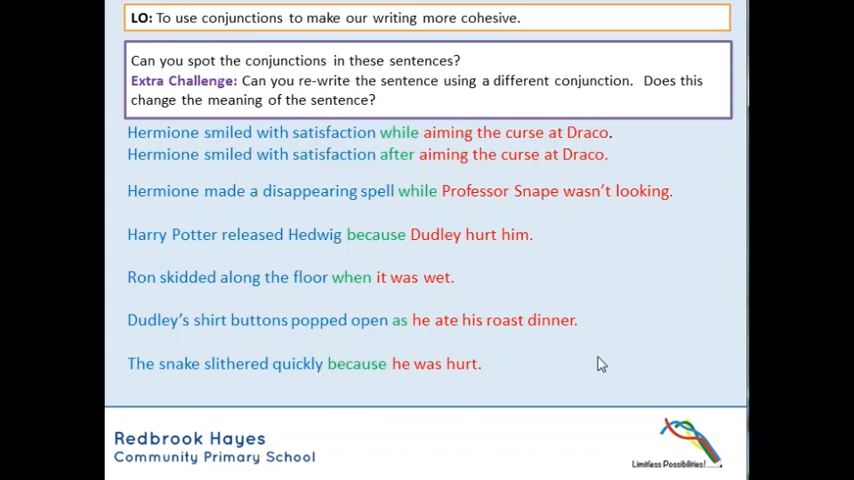 LO: To use conjunctions to make our writing more cohesive.
Can you spot the conjunctions in these sentences?
Extra Challenge: Can you re-write the sentence using a different conjunction. Does this
change the meaning of the sentence?
Hermione smiled with satisfaction while aiming the curse at Draco.
Hermione smiled with satisfaction after aiming the curse at Draco.
Hermione made a disappearing spell while Professor Snape wasn’t looking.
Harry Potter released Hedwig because Dudley hurt him.
Ron skidded along the floor when it was wet.
Dudley’s shirt buttons popped open as he ate his roast dinner.
The snake slithered quickly because he was hurt.
Redbrook Hayes
Community Primary School
Limitless Possibilities!